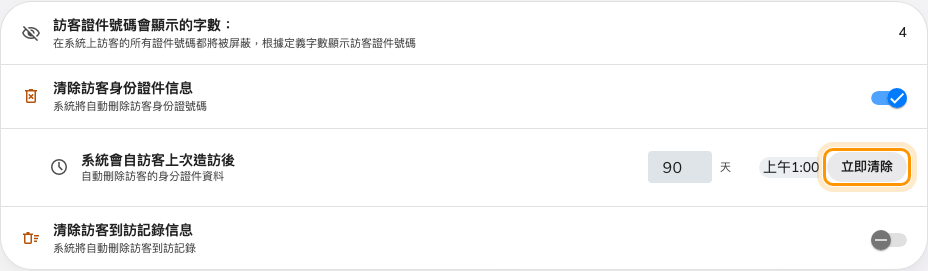 訪客證件號碼會顯示的字數：
在系統上訪客的所有證件號碼都將被屏蔽，根據定義字數顯示訪客證件號碼
4
清除訪客身份證件信息
系統將自動刪除訪客身份證號碼
系統會自訪客上次造訪後
自動刪除訪客的身分證件資料
90 天 上午1:00 立即清除
清除訪客到訪記錄信息
系統將自動刪除訪客到訪記錄